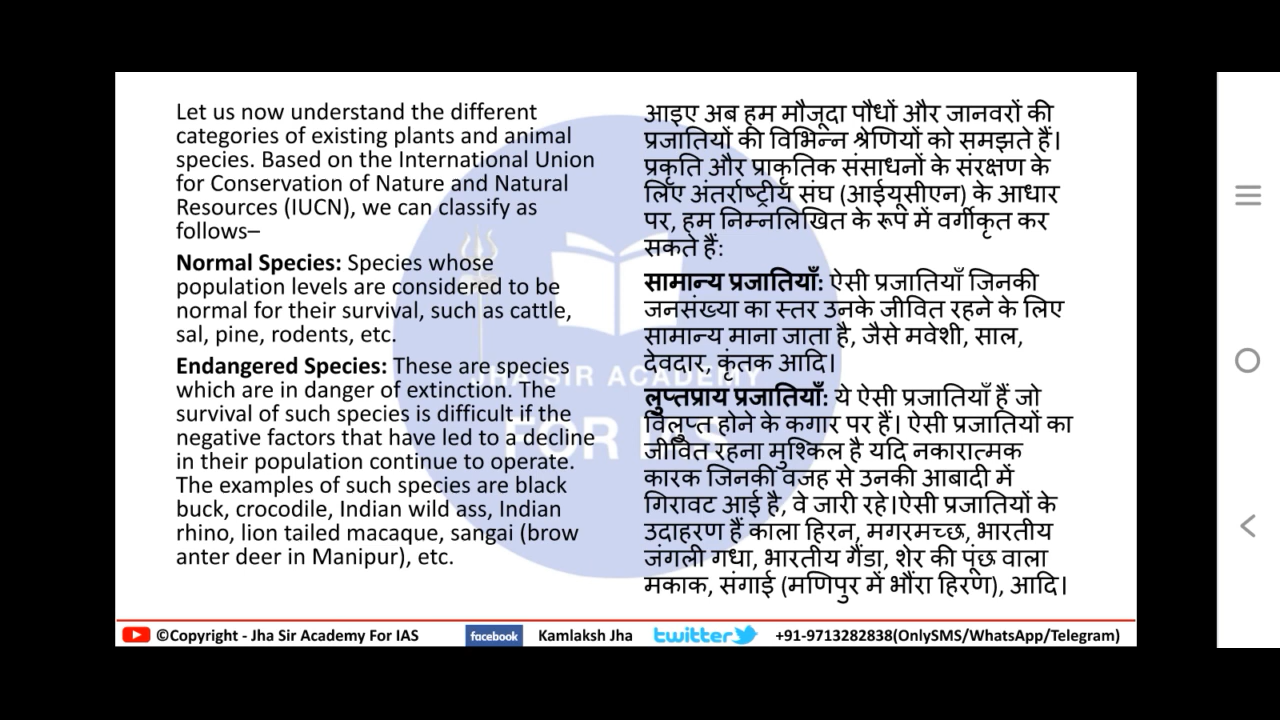 Let us now understand the different
categories of existing plants and animal
species. Based on the International Union
for Conservation of Nature and Natural
Resources (IUCN), we can classify as
follows–
Normal Species: Species whose
population levels are considered to be
normal for their survival, such as cattle,
sal, pine, rodents, etc.
Endangered Species: These are species
which are in danger of extinction. The
survival of such species is difficult if the
negative factors that have led to a decline
in their population continue to operate.
The examples of such species are black
buck, crocodile, Indian wild ass, Indian
rhino, lion tailed macaque, sangai (brow
anter deer in Manipur), etc.
आइए अब हम मौजूदा पौधों और जानवरों की
प्रजातियों की विभिन्न श्रेणियों को समझते हैं।
प्रकृति और प्राकृतिक संसाधनों के संरक्षण के
लिए अंतर्राष्ट्रीय संघ (आईयूसीएन) के आधार
पर, हम निम्नलिखित के रूप में वर्गीकृत कर
सकते हैं:
सामान्य प्रजातियाँ: ऐसी प्रजातियाँ जिनकी
जनसंख्या का स्तर उनके जीवित रहने के लिए
सामान्य माना जाता है, जैसे मवेशी, साल,
देवदार, कृंतक आदि।
लुप्तप्राय प्रजातियाँ: ये ऐसी प्रजातियाँ हैं जो
विलुप्त होने के कगार पर हैं। ऐसी प्रजातियों का
जीवित रहना मुश्किल है यदि नकारात्मक
कारक जिनकी वजह से उनकी आबादी में
गिरावट आई है, वे जारी रहे।ऐसी प्रजातियों के
उदाहरण हैं काला हिरन, मगरमच्छ, भारतीय
जंगली गधा, भारतीय गैंडा, शेर की पूंछ वाला
मकाक, संगाई (मणिपुर में भौंरा हिरण), आदि।
JHA SIR ACADEMY
FOR IAS
©Copyright - Jha Sir Academy For IAS facebook Kamlaksh Jha twitter +91-9713282838(OnlySMS/WhatsApp/Telegram)